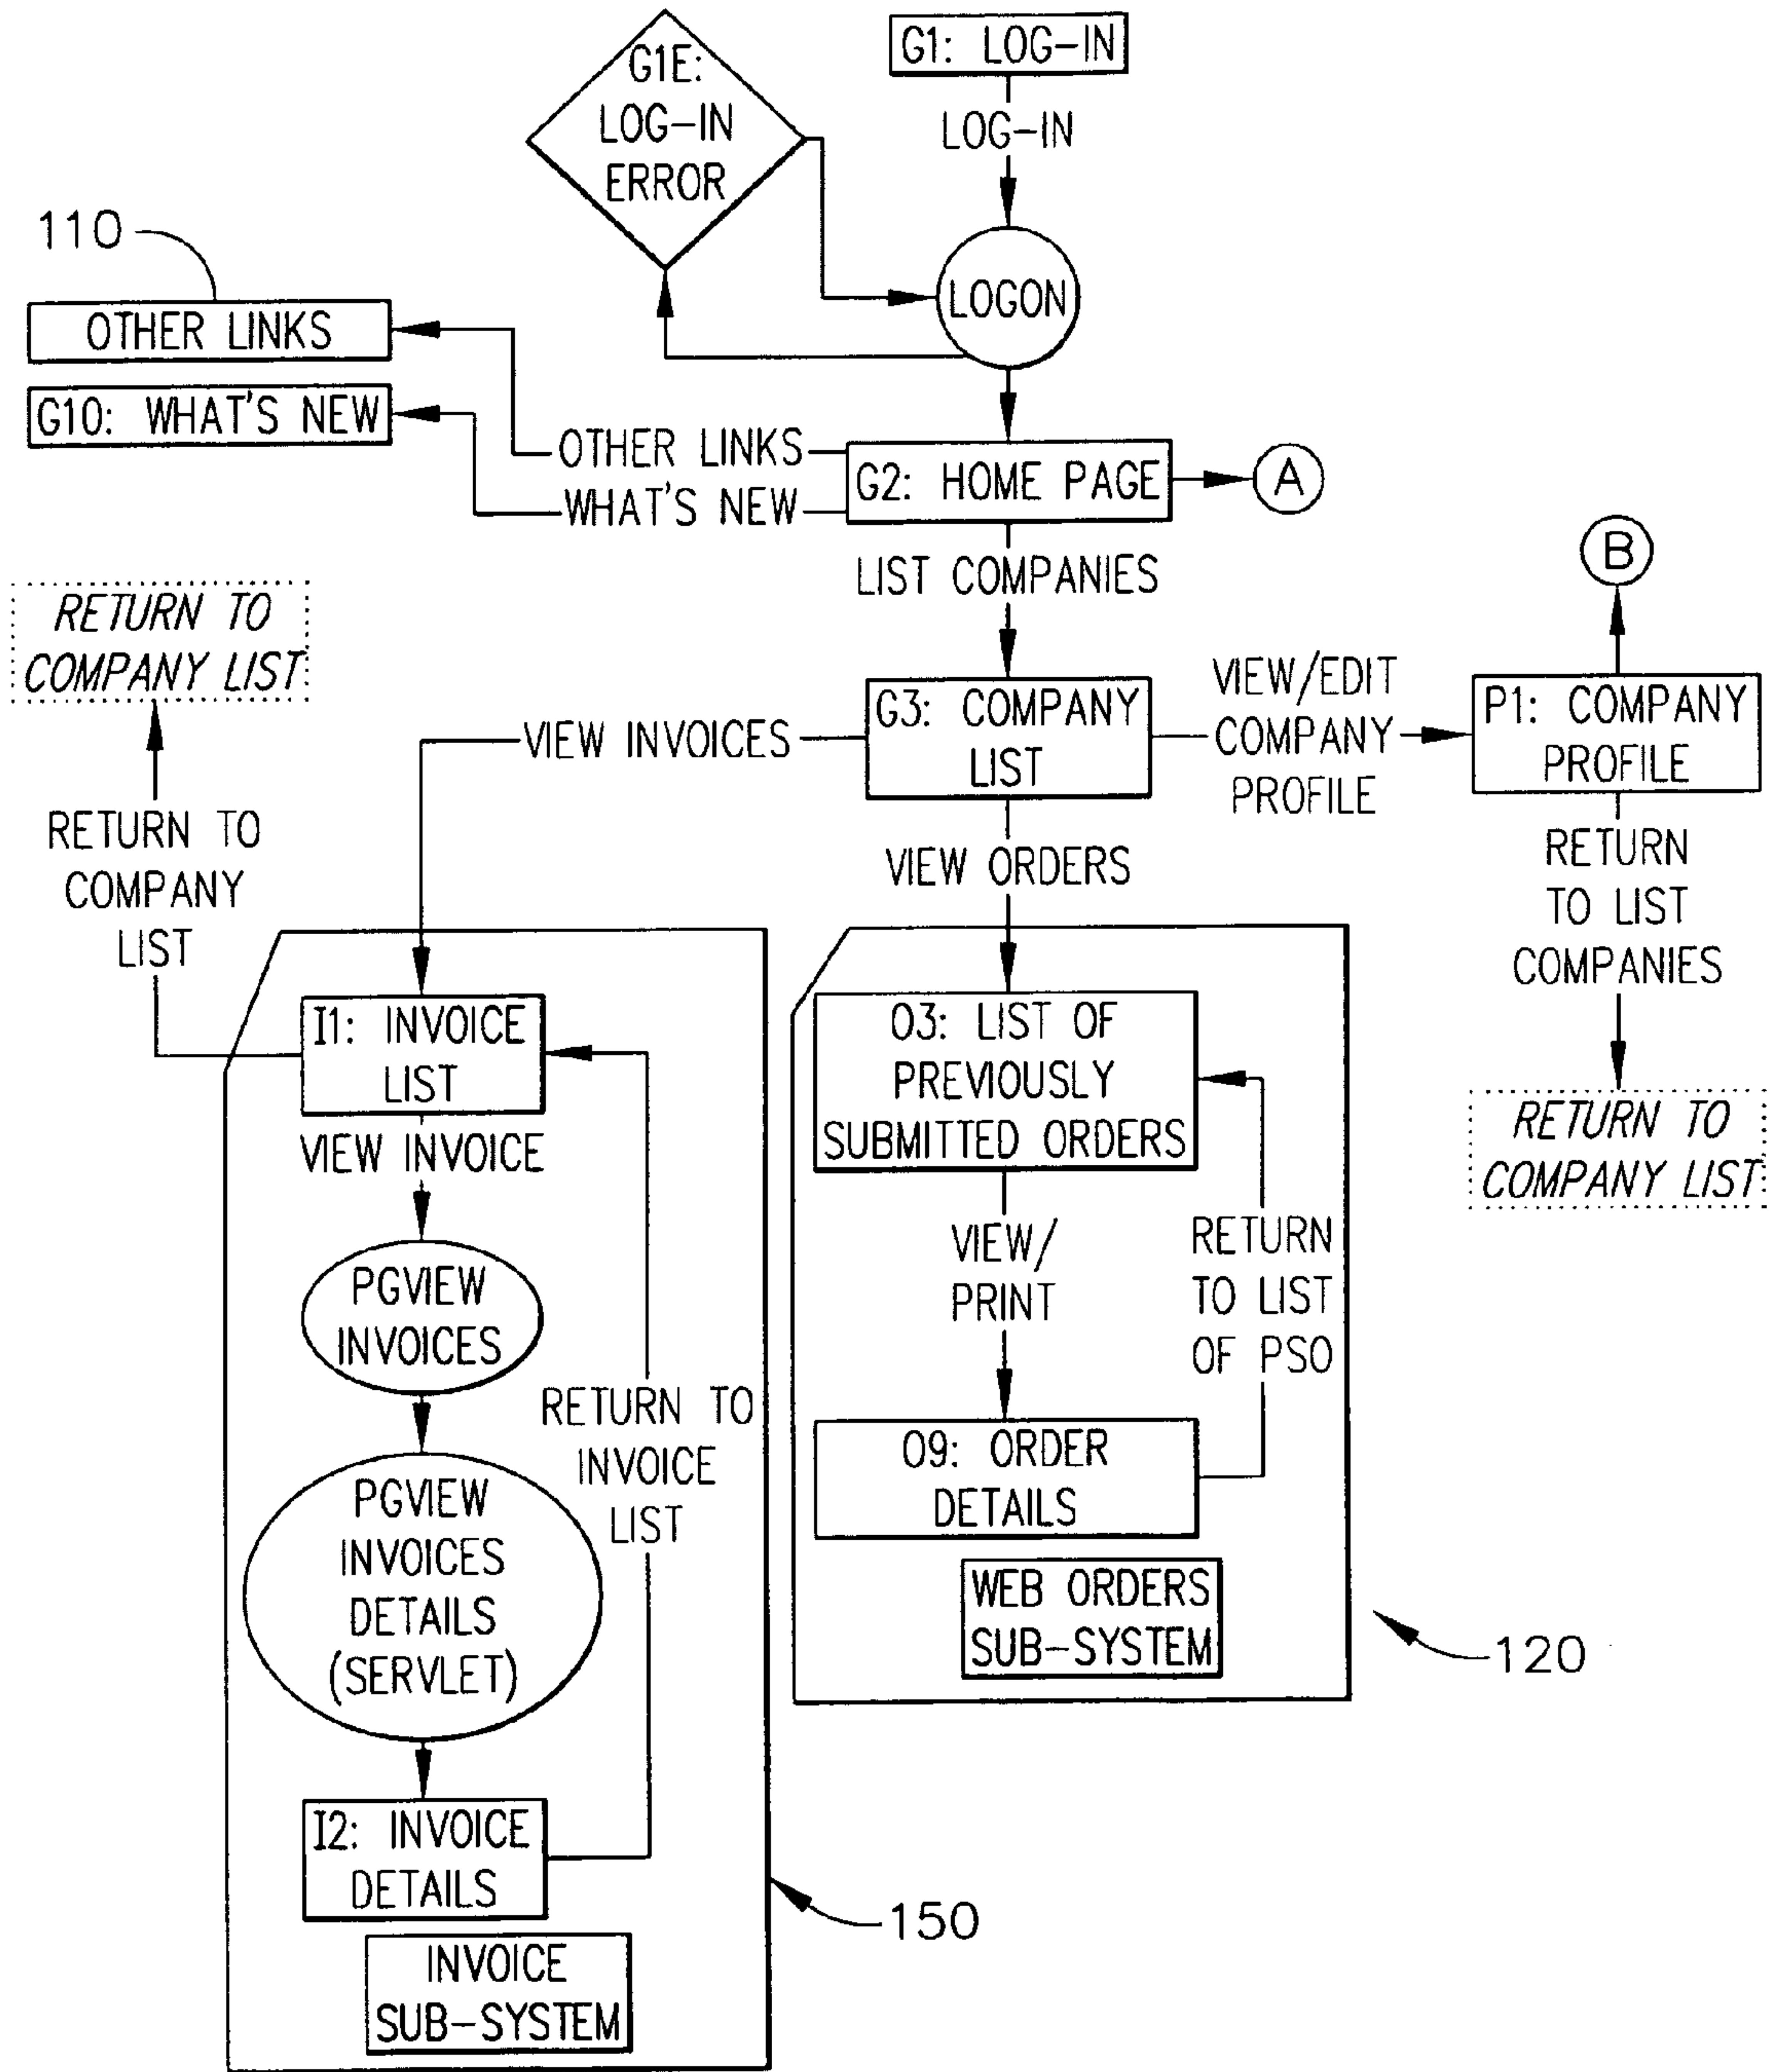 G1E:
LOG-IN
ERROR
G1: LOG-IN
LOG-IN
LOGON
110
OTHER LINKS
G10: WHAT'S NEW
OTHER LINKS
WHAT'S NEW
G2: HOME PAGE
A
LIST COMPANIES
B
RETURN TO
COMPANY LIST
G3: COMPANY
LIST
VIEW/EDIT
COMPANY
PROFILE
P1: COMPANY
PROFILE
VIEW INVOICES
RETURN TO
COMPANY
LIST
VIEW ORDERS
RETURN
TO LIST
COMPANIES
RETURN TO
COMPANY LIST
I1: INVOICE
LIST
VIEW INVOICE
PGVIEW
INVOICES
RETURN TO
INVOICE
LIST
PGVIEW
INVOICES
DETAILS
(SERVLET)
I2: INVOICE
DETAILS
INVOICE
SUB-SYSTEM
150
O3: LIST OF
PREVIOUSLY
SUBMITTED ORDERS
VIEW/
PRINT
RETURN
TO LIST
OF PSO
O9: ORDER
DETAILS
WEB ORDERS
SUB-SYSTEM
120